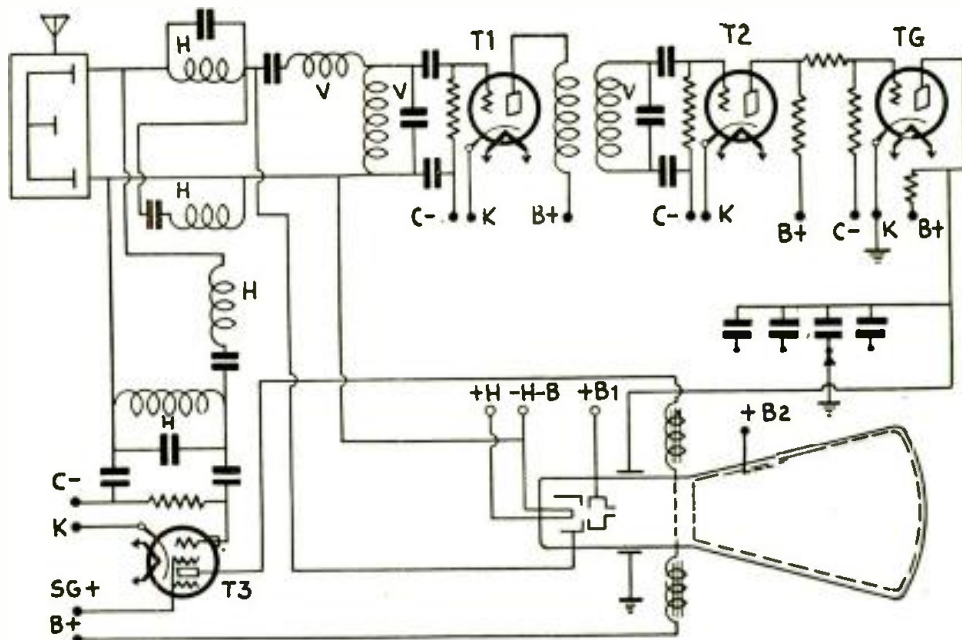 T1
T2
TG
H
V
V
V
H
C-
K
B+
C-
K
B+
C-
K
B+
H
+H
-H-B
+B1
+B2
H
C-
K
T3
SG+
B+